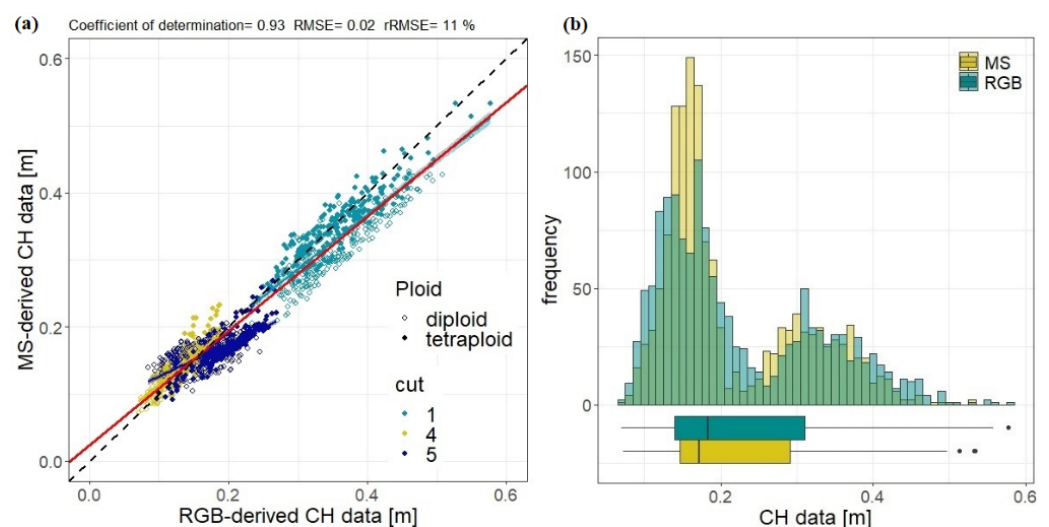 (a)
Coefficient of determination= 0.93 RMSE= 0.02 rRMSE= 11 %
MS-derived CH data [m]
0.6
0.4
0.2
0.0
Ploid
diploid
tetraploid
cut
1
4
5
0.0 0.2 0.4 0.6
RGB-derived CH data [m]
(b)
MS
RGB
frequency
150
100
50
0
0.2 0.4 0.6
CH data [m]